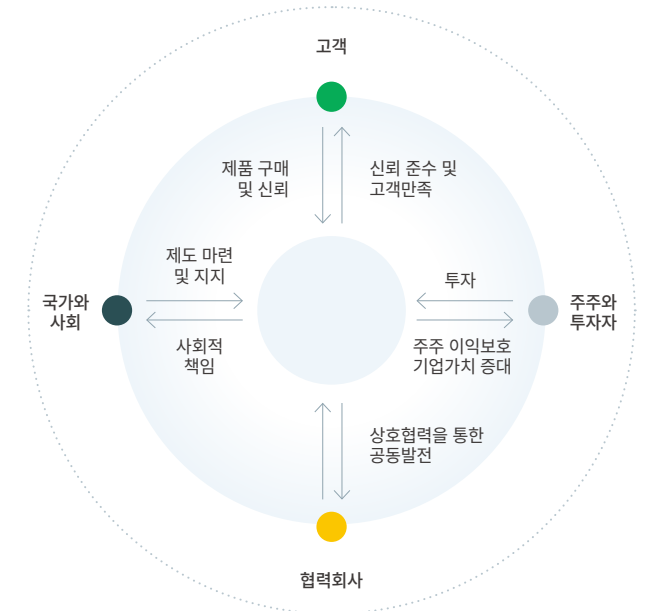 고객
제품 구매
및 신뢰
신뢰 준수 및
고객만족
제도 마련
및 지지
국가와
사회
사회적
책임
투자
주주와
투자자
주주 이익보호
기업가치 증대
상호협력을 통한
공동발전
협력회사